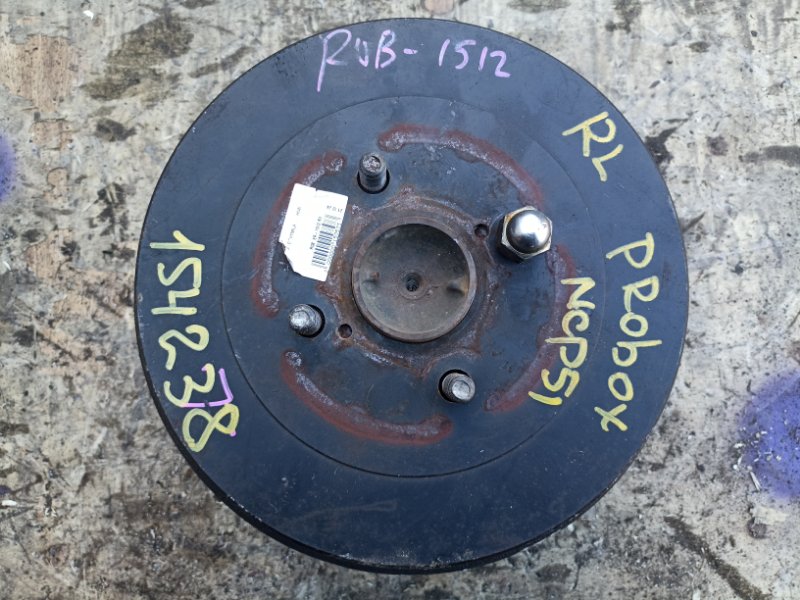 RUB-1512
RL
PRobox
NCP51
154238